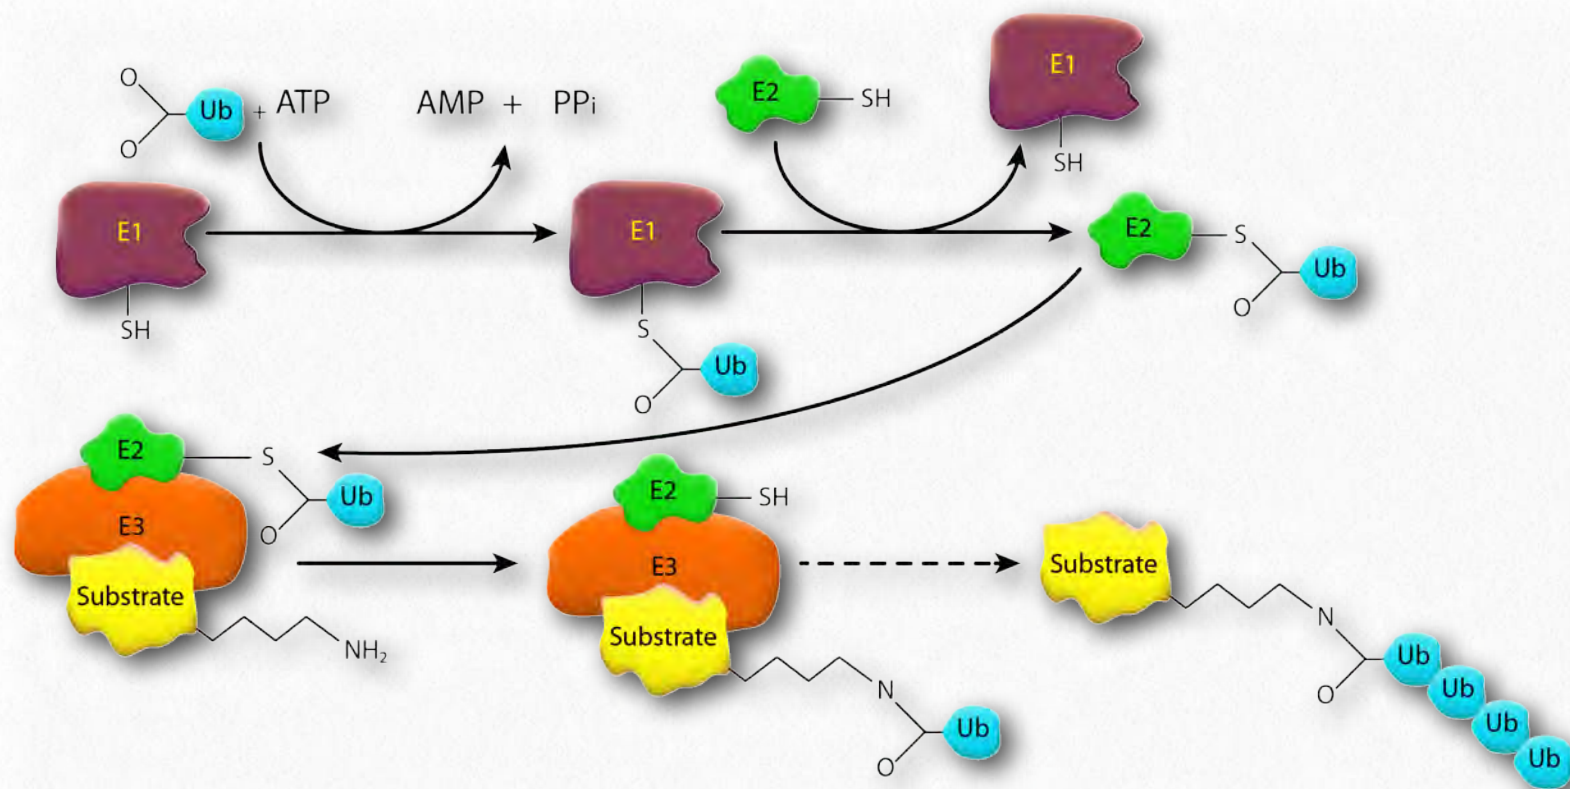 O
O
Ub + ATP
AMP + PPi
E2 SH
E1
SH
E1
SH
E1
S
O
Ub
E2 S
O
Ub
E2 S
O
Ub
E3
Substrate
NH₂
E2 SH
E3
Substrate
N
O
Ub
Substrate
N
O
Ub
Ub
Ub
Ub